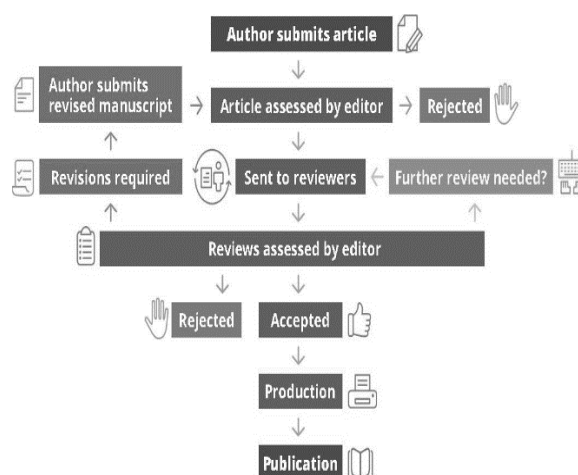 Author submits article
Author submits
revised manuscript
Article assessed by editor
Rejected
Revisions required
Sent to reviewers
Further review needed?
Reviews assessed by editor
Rejected
Accepted
Production
Publication